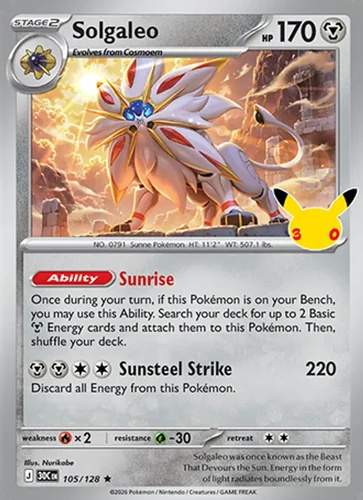 STAGE2 Solgaleo HP 170
Evolves from Cosmoem
30
NO. 0791 Sunne Pokémon HT: 11'2" WT: 507.1 lbs.
Ability Sunrise
Once during your turn, if this Pokémon is on your Bench,
you may use this Ability. Search your deck for up to 2 Basic
Energy cards and attach them to this Pokémon. Then,
shuffle your deck.
Sunsteel Strike 220
Discard all Energy from this Pokémon.
weakness ×2 resistance -30 retreat
Illus. Nurikabe
J 30C EN 105/128
Solgaleo was once known as the Beast
That Devours the Sun. Energy in the form
of light radiates boundlessly from it.
©2026 Pokémon / Nintendo / Creatures / GAME FREAK